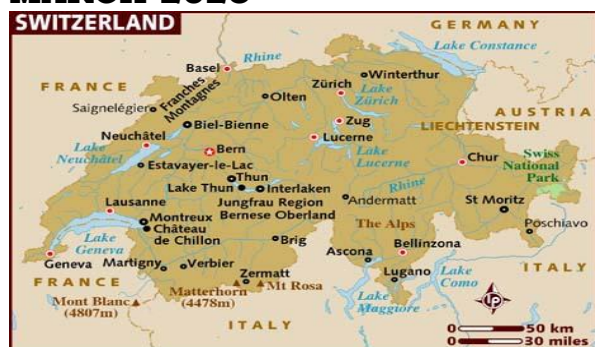 MARCH
SWITZERLAND
GERMANY
Lake Constance
Basel
Rhine
FRANCE
Franches Montagnes
Saignelégier
Olten
Zürich
Winterthur
Lake
Zürich
AUSTRIA
Biel-Bienne
Zug
LIECHTENSTEIN
Neuchâtel
Bern
Lucerne
Lake
Lucerne
Chur
Swiss
National
Park
Lake
Neuchâtel
Estavayer-le-Lac
Thun
Lake Thun
Interlaken
Rhine
Lausanne
Jungfrau Region
Bernese Oberland
Andermatt
St Moritz
Montreux
Château
de Chillon
The Alps
Poschiavo
Lake
Geneva
Brig
Ascona
Bellinzona
Geneva
Martigny
Verbier
Zermatt
Lugano
Lake
Como
ITALY
FRANCE
Matterhorn
(4478m)
Mt Rosa
Lake
Maggiore
Mont Blanc
(4807m)
ITALY
LP
0 50 km
0 30 miles